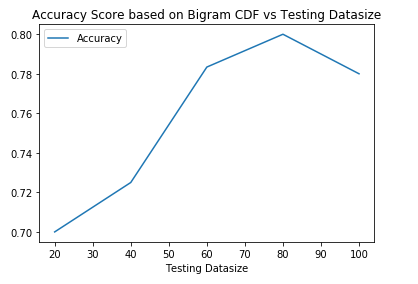 Accuracy Score based on Bigram CDF vs Testing Datasize
Accuracy
0.80
0.78
0.76
0.74
0.72
0.70
20 30 40 50 60 70 80 90 100
Testing Datasize